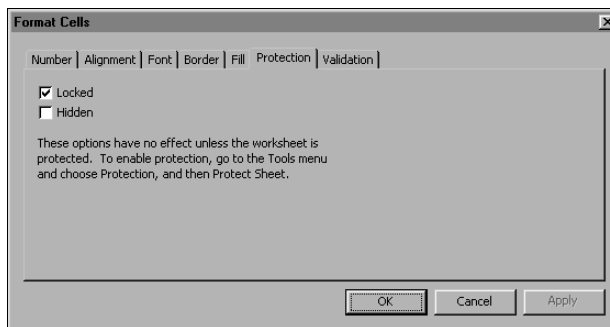 Format Cells
Number Alignment Font Border Fill Protection Validation
Locked
Hidden
These options have no effect unless the worksheet is
protected. To enable protection, go to the Tools menu
and choose Protection, and then Protect Sheet.
OK Cancel Apply